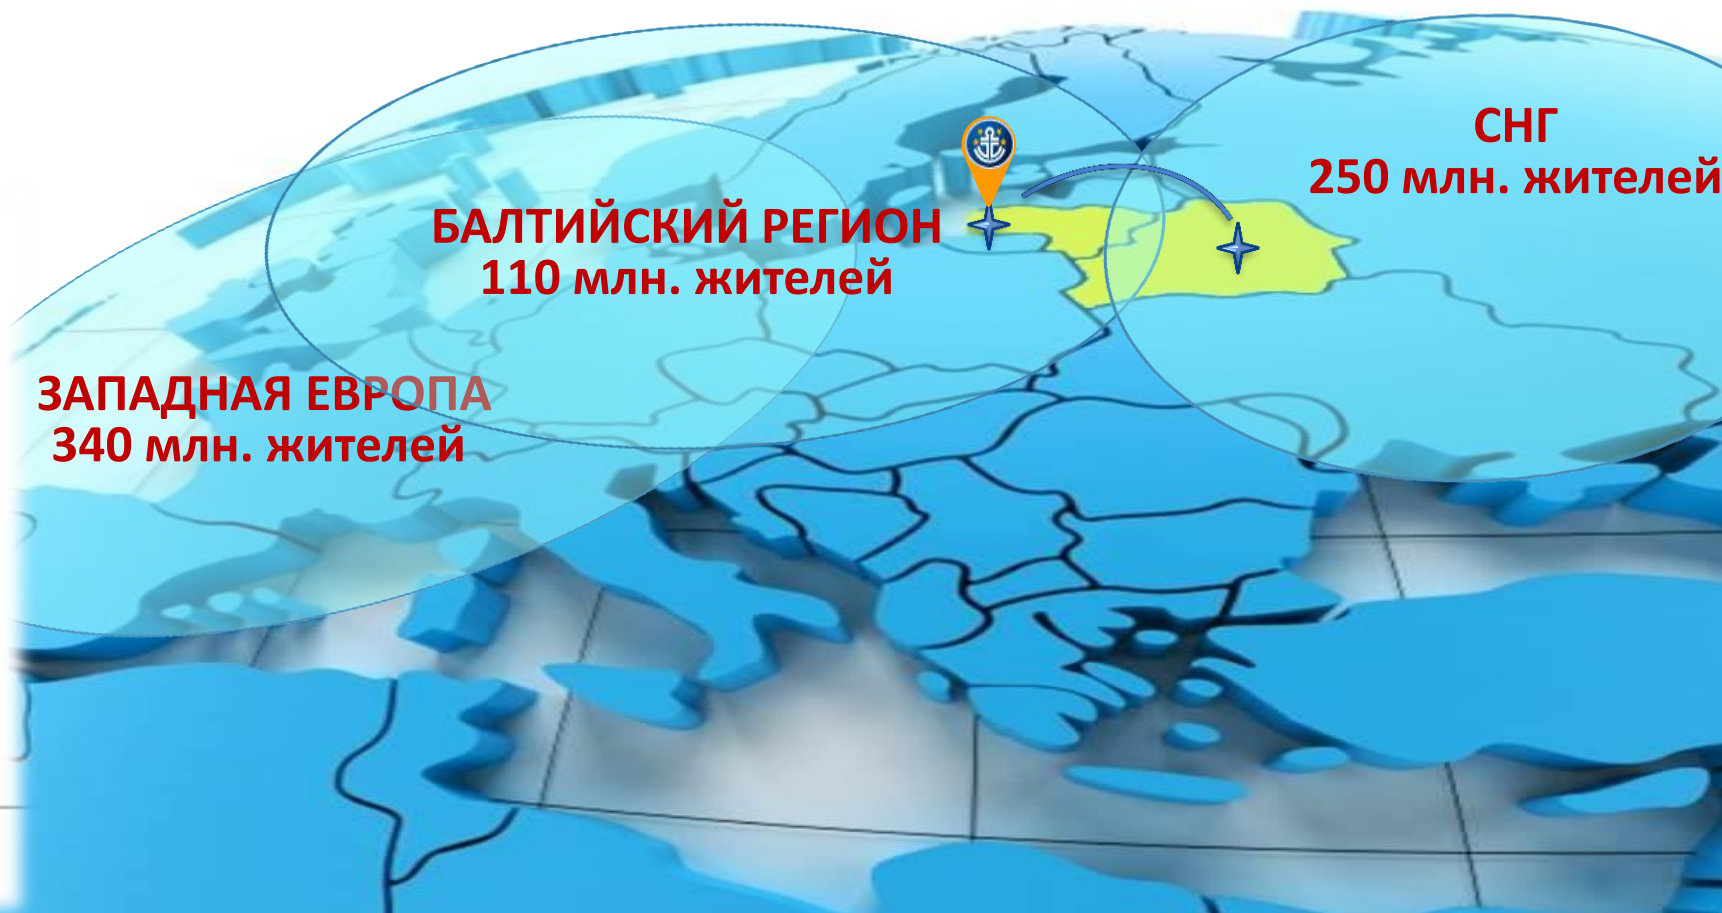 СНГ
250 млн. жителей
БАЛТИЙСКИЙ РЕГИОН
110 млн. жителей
ЗАПАДНАЯ ЕВРОПА
340 млн. жителей